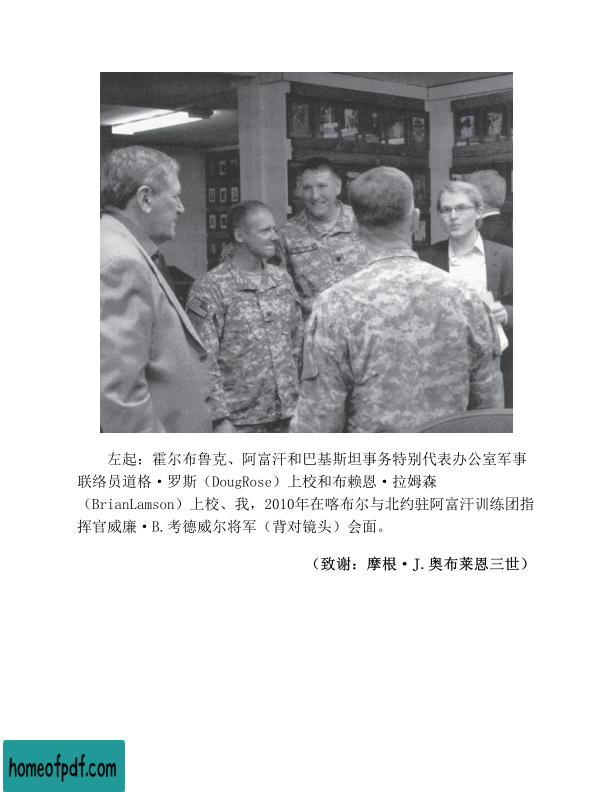 左起：霍尔布鲁克、阿富汗和巴基斯坦事务特别代表办公室军事
联络员道格·罗斯（DougRose）上校和布赖恩·拉姆森
（BrianLamson）上校、我，2010年在喀布尔与北约驻阿富汗训练团指
挥官威廉·B.考德威尔将军（背对镜头）会面。
（致谢：摩根·J.奥布莱恩三世）
homeofpdf.com